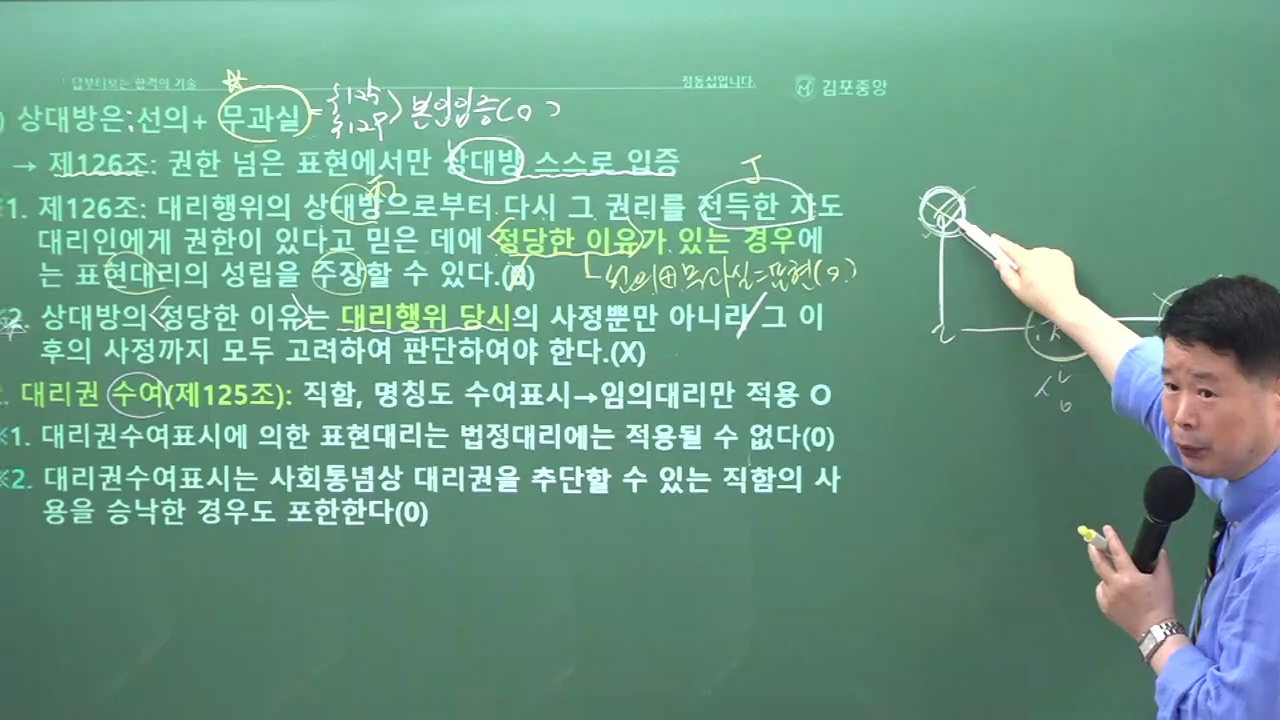 답부터보는 합격의 기술
정동섭입니다.
김포중앙
) 상대방은;선의+ 무과실 = §125 §129 > 본인입증(o)
→ 제126조: 권한 넘은 표현에서만 상대방 스스로 입증
※1. 제126조: 대리행위의 상대방으로부터 다시 그 권리를 전득한 자도
대리인에게 권한이 있다고 믿은 데에 정당한 이유가 있는 경우에
는 표현대리의 성립을 주장할 수 있다.(X)
선의⊕무과실=표현(o)
※2. 상대방의 정당한 이유는 대리행위 당시의 사정뿐만 아니라 그 이
후의 사정까지 모두 고려하여 판단하여야 한다.(X)
2. 대리권 수여(제125조): 직함, 명칭도 수여표시→임의대리만 적용 O
※1. 대리권수여표시에 의한 표현대리는 법정대리에는 적용될 수 없다(0)
※2. 대리권수여표시는 사회통념상 대리권을 추단할 수 있는 직함의 사
용을 승낙한 경우도 포한한다(0)